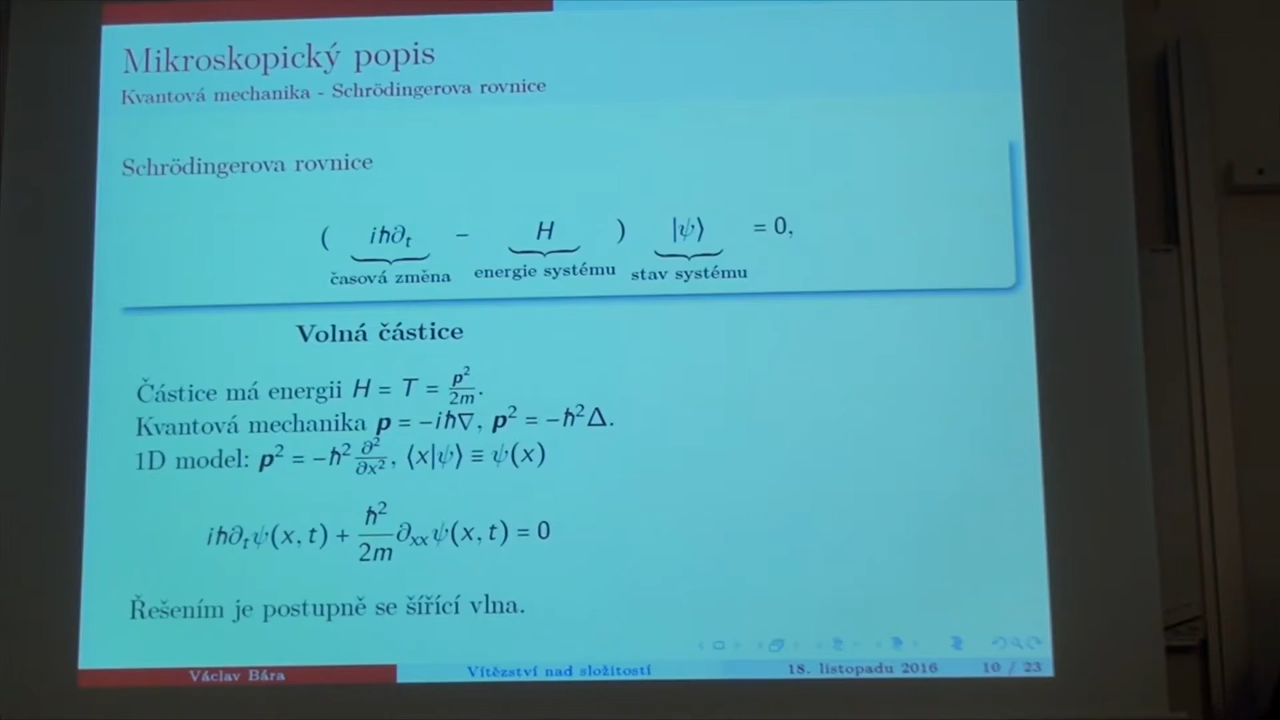 Mikroskopický popis
Kvantová mechanika - Schrödingerova rovnice
Schrödingerova rovnice
( iħ∂ₜ − H ) |ψ⟩ = 0,
časová změna energie systému stav systému
Volná částice
Částice má energii H = T = p²/2m.
Kvantová mechanika p = −iħ∇, p² = −ħ²Δ.
1D model: p² = −ħ² ∂²/∂x², ⟨x|ψ⟩ ≡ ψ(x)
iħ∂ₜψ(x, t) + ħ²/2m ∂ₓₓψ(x, t) = 0
Řešením je postupně se šířící vlna.
Václav Bára Vítězství nad složitostí 18. listopadu 2016 10 / 23